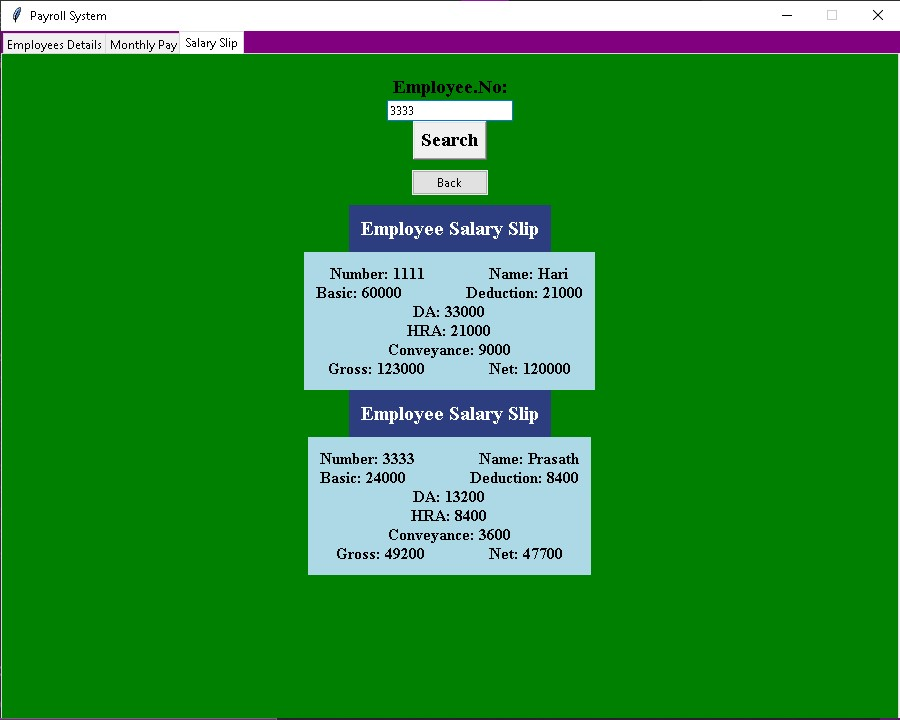 Payroll System
Employees Details Monthly Pay Salary Slip
Employee.No:
3333
Search
Back
Employee Salary Slip
Number: 1111 Name: Hari
Basic: 60000 Deduction: 21000
DA: 33000
HRA: 21000
Conveyance: 9000
Gross: 123000 Net: 120000
Employee Salary Slip
Number: 3333 Name: Prasath
Basic: 24000 Deduction: 8400
DA: 13200
HRA: 8400
Conveyance: 3600
Gross: 49200 Net: 47700